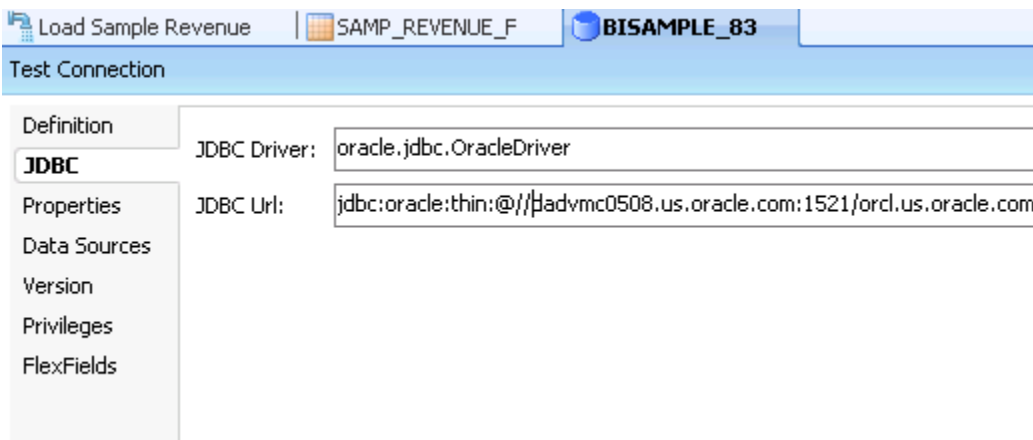 Load Sample Revenue SAMP_REVENUE_F BISAMPLE_83
Test Connection
Definition
JDBC Driver: oracle.jdbc.OracleDriver
JDBC
Properties JDBC Url: jdbc:oracle:thin:@//dadvmc0508.us.oracle.com:1521/orcl.us.oracle.com
Data Sources
Version
Privileges
FlexFields